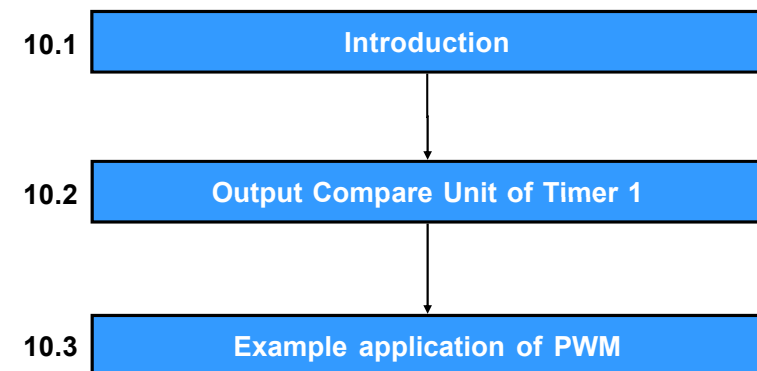 10.1 Introduction
10.2 Output Compare Unit of Timer 1
10.3 Example application of PWM